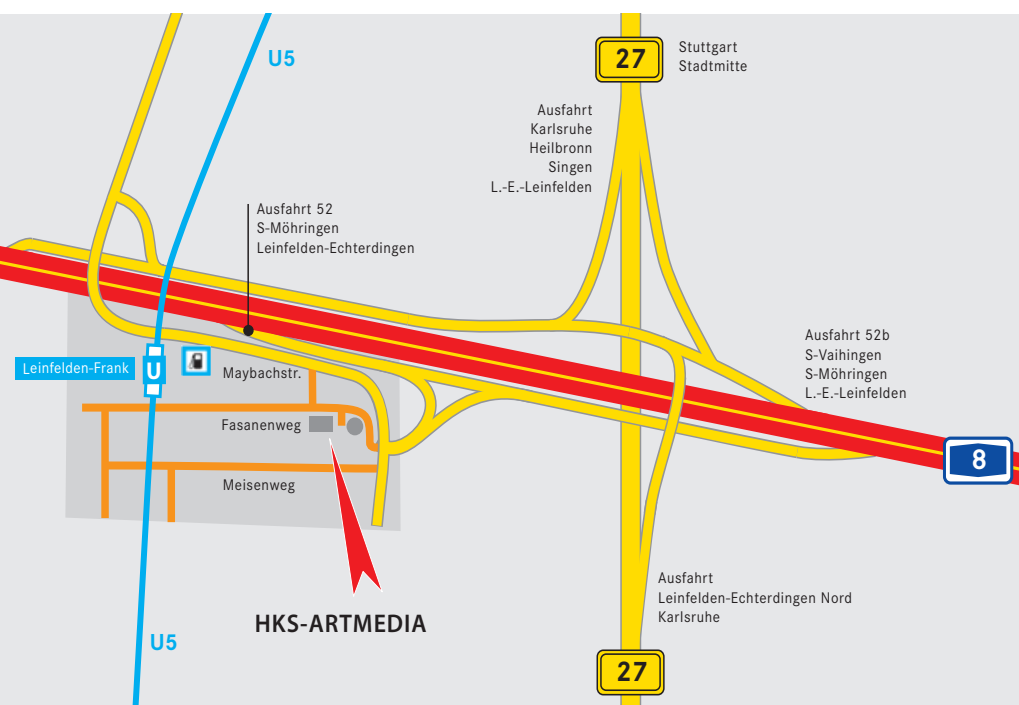 U5
27
Stuttgart
Stadtmitte
Ausfahrt
Karlsruhe
Heilbronn
Singen
L.-E.-Leinfelden
Ausfahrt 52
S-Möhringen
Leinfelden-Echterdingen
Ausfahrt 52b
S-Vaihingen
S-Möhringen
L.-E.-Leinfelden
Leinfelden-Frank
U
Maybachstr.
Fasanenweg
Meisenweg
8
HKS-ARTMEDIA
Ausfahrt
Leinfelden-Echterdingen Nord
Karlsruhe
U5
27